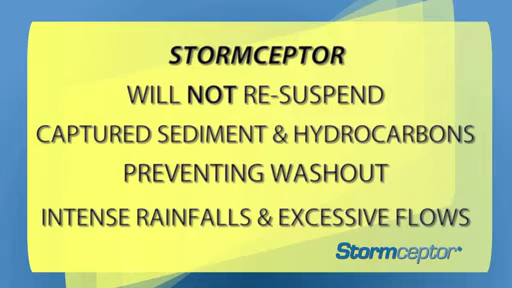 STORMCEPTOR
WILL NOT RE-SUSPEND
CAPTURED SEDIMENT & HYDROCARBONS
PREVENTING WASHOUT
INTENSE RAINFALLS & EXCESSIVE FLOWS
Stormceptor®